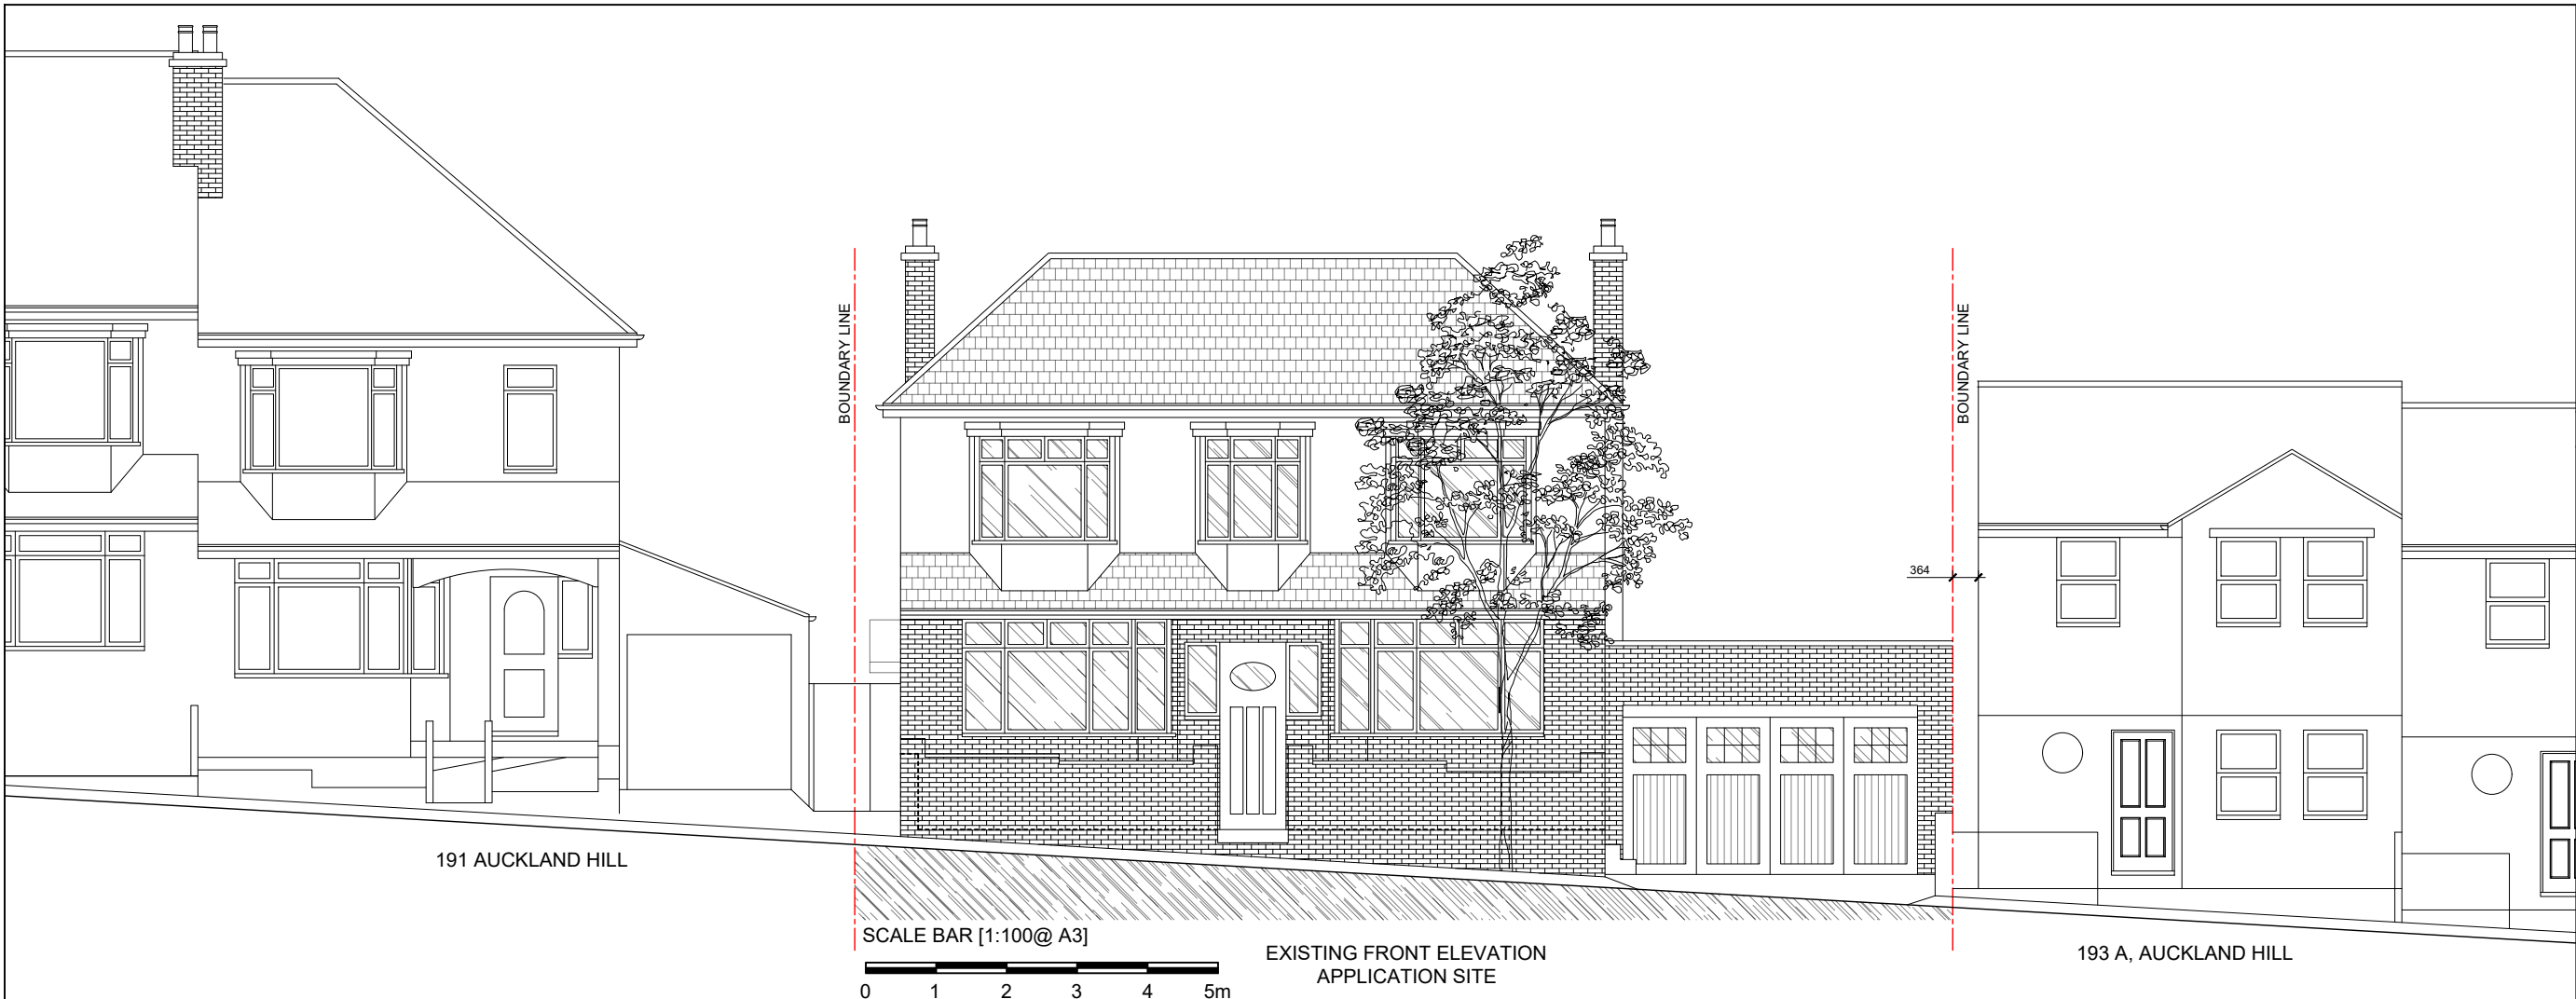 BOUNDARY LINE
BOUNDARY LINE
364
191 AUCKLAND HILL
SCALE BAR [1:100@ A3]
0 1 2 3 4 5m
EXISTING FRONT ELEVATION
APPLICATION SITE
193 A, AUCKLAND HILL